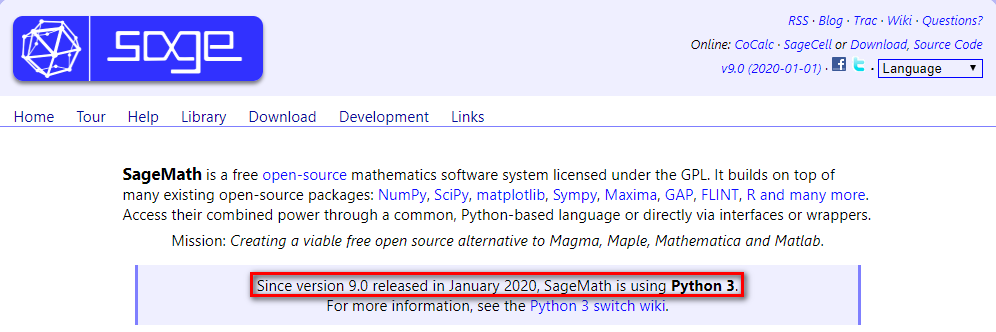 sage
RSS · Blog · Trac · Wiki · Questions?
Online: CoCalc · SageCell or Download, Source Code
v9.0 (2020-01-01) · · Language
Home Tour Help Library Download Development Links
SageMath is a free open-source mathematics software system licensed under the GPL. It builds on top of
many existing open-source packages: NumPy, SciPy, matplotlib, Sympy, Maxima, GAP, FLINT, R and many more.
Access their combined power through a common, Python-based language or directly via interfaces or wrappers.
Mission: Creating a viable free open source alternative to Magma, Maple, Mathematica and Matlab.
Since version 9.0 released in January 2020, SageMath is using Python 3.
For more information, see the Python 3 switch wiki.